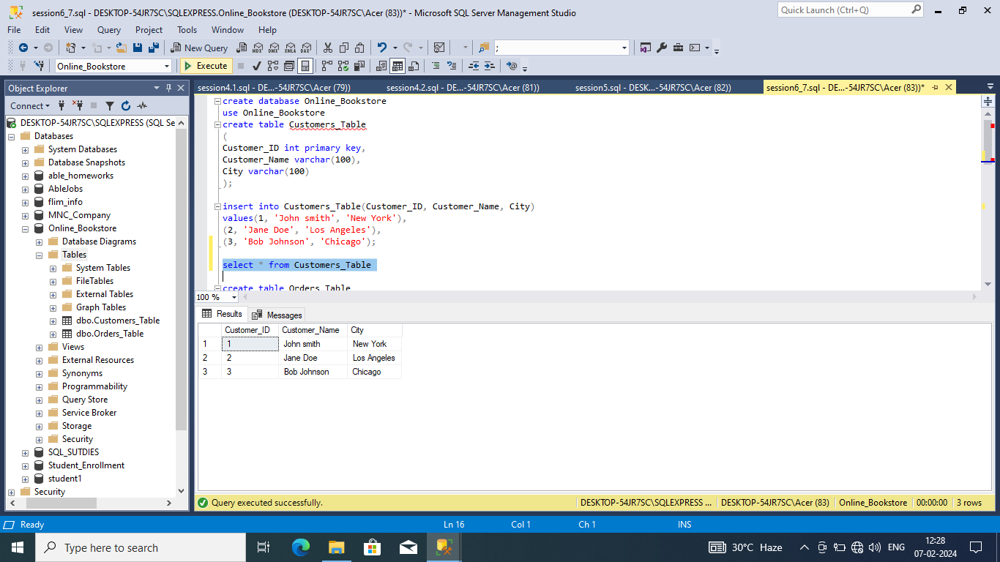 session6_7.sql - DESKTOP-54JR7SC\SQLEXPRESS.Online_Bookstore (DESKTOP-54JR7SC\Acer (83))* - Microsoft SQL Server Management Studio
Quick Launch (Ctrl+Q)
File Edit View Query Project Tools Window Help
New Query MDX DMX XMLA DAX ;
Online_Bookstore Execute
Object Explorer
session4.1.sql - DE...-54JR7SC\Acer (79)) session4.2.sql - DE...-54JR7SC\Acer (81)) session5.sql - DESK...-54JR7SC\Acer (82)) session6_7.sql - DE...-54JR7SC\Acer (83))*
Connect
DESKTOP-54JR7SC\SQLEXPRESS (SQL Se
Databases
System Databases
Database Snapshots
able_homeworks
AbleJobs
flim_info
MNC_Company
Online_Bookstore
Database Diagrams
Tables
System Tables
FileTables
External Tables
Graph Tables
dbo.Customers_Table
dbo.Orders_Table
Views
External Resources
Synonyms
Programmability
Query Store
Service Broker
Storage
Security
SQL_SUTDIES
Student_Enrollment
student1
Security
create database Online_Bookstore
use Online_Bookstore
create table Customers_Table
(
Customer_ID int primary key,
Customer_Name varchar(100),
City varchar(100)
);
insert into Customers_Table(Customer_ID, Customer_Name, City)
values(1, 'John smith', 'New York'),
(2, 'Jane Doe', 'Los Angeles'),
(3, 'Bob Johnson', 'Chicago');
select * from Customers_Table
create table Orders_Table
100 %
Results Messages
Customer_ID Customer_Name City
1 1 John smith New York
2 2 Jane Doe Los Angeles
3 3 Bob Johnson Chicago
Query executed successfully. DESKTOP-54JR7SC\SQLEXPRESS ... DESKTOP-54JR7SC\Acer (83) Online_Bookstore 00:00:00 3 rows
Ready Ln 16 Col 1 Ch 1 INS
Type here to search 30°C Haze ENG 12:28
07-02-2024